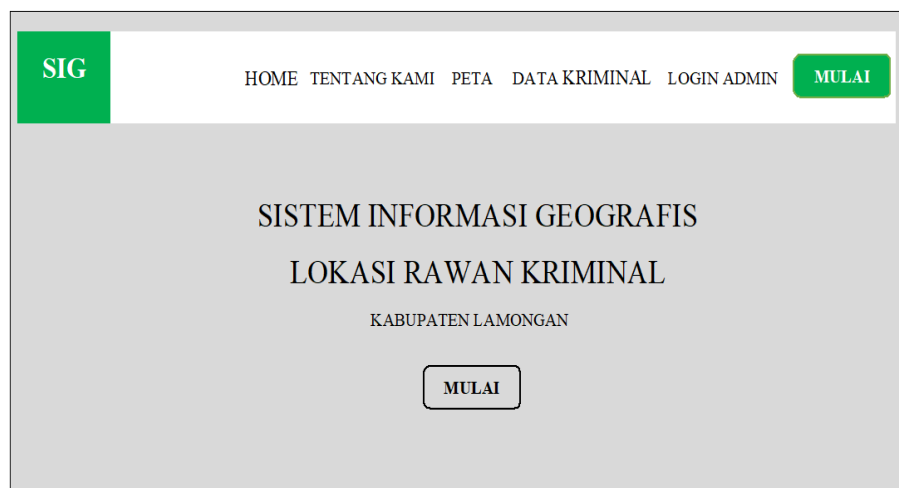 SIG
HOME TENTANG KAMI PETA DATA KRIMINAL LOGIN ADMIN MULAI
SISTEM INFORMASI GEOGRAFIS
LOKASI RAWAN KRIMINAL
KABUPATEN LAMONGAN
MULAI